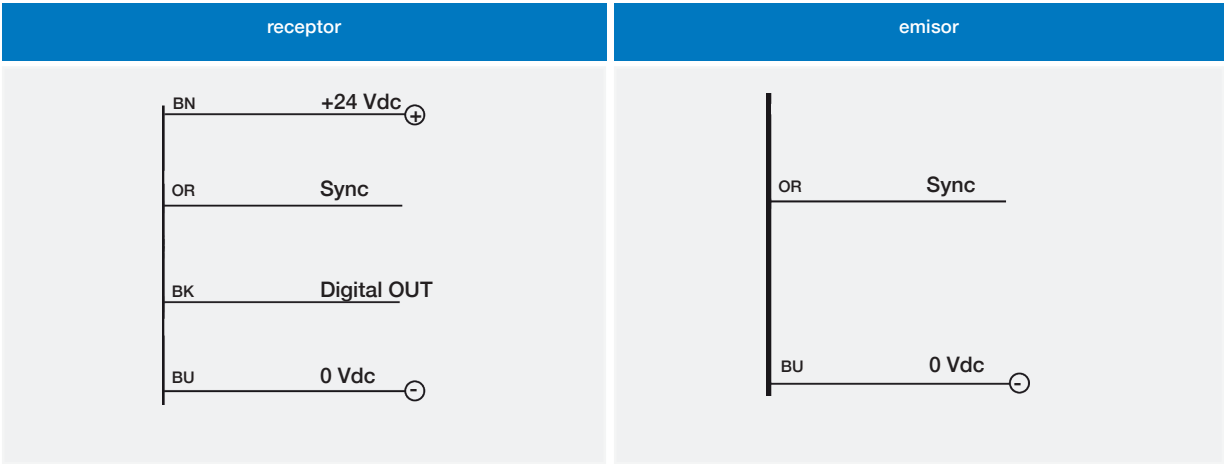 receptor
BN +24 Vdc +
OR Sync
BK Digital OUT
BU 0 Vdc -
emisor
OR Sync
BU 0 Vdc -